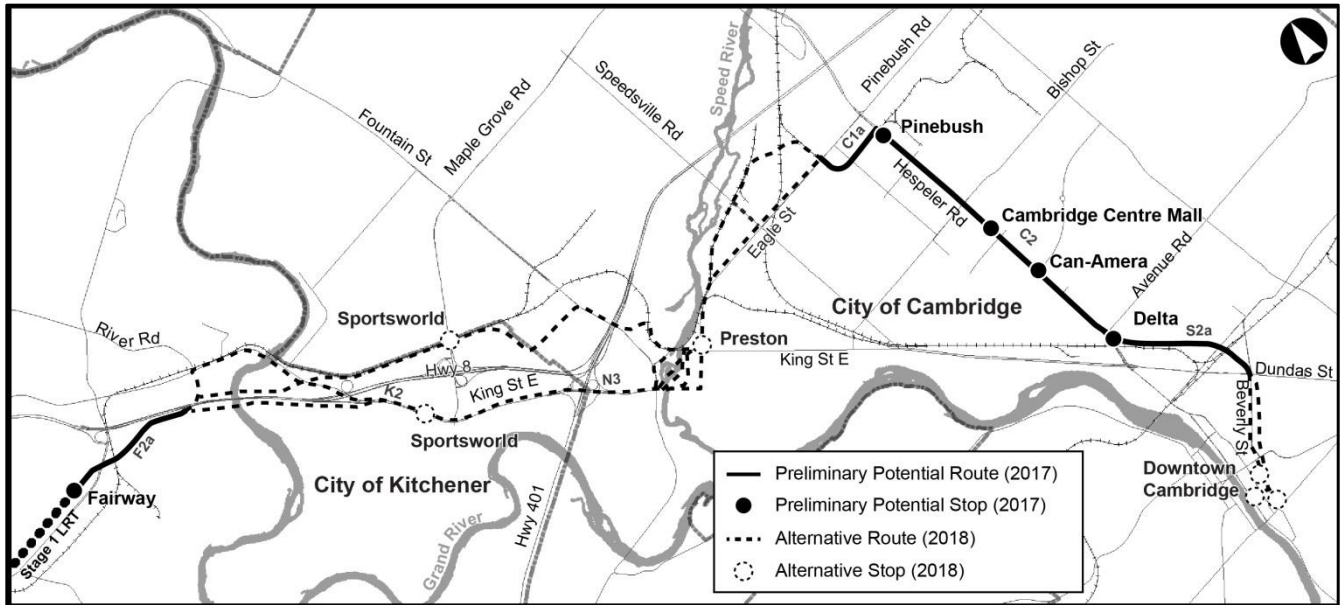 Speed River
Pinebush Rd
Bishop St
Speedsville Rd
Maple Grove Rd
Fountain St
C1a
Pinebush
Hespeler Rd
Cambridge Centre Mall
C2
Eagle St
Can-Amera
Avenue Rd
City of Cambridge
Sportsworld
Delta
S2a
River Rd
Preston
King St E
Hwy 8
King St E
N3
Dundas St
K2
Beverly St
Sportsworld
F2a
City of Kitchener
Downtown
Cambridge
Fairway
Hwy 401
Grand River
Stage 1 LRT
Preliminary Potential Route (2017)
Preliminary Potential Stop (2017)
Alternative Route (2018)
Alternative Stop (2018)